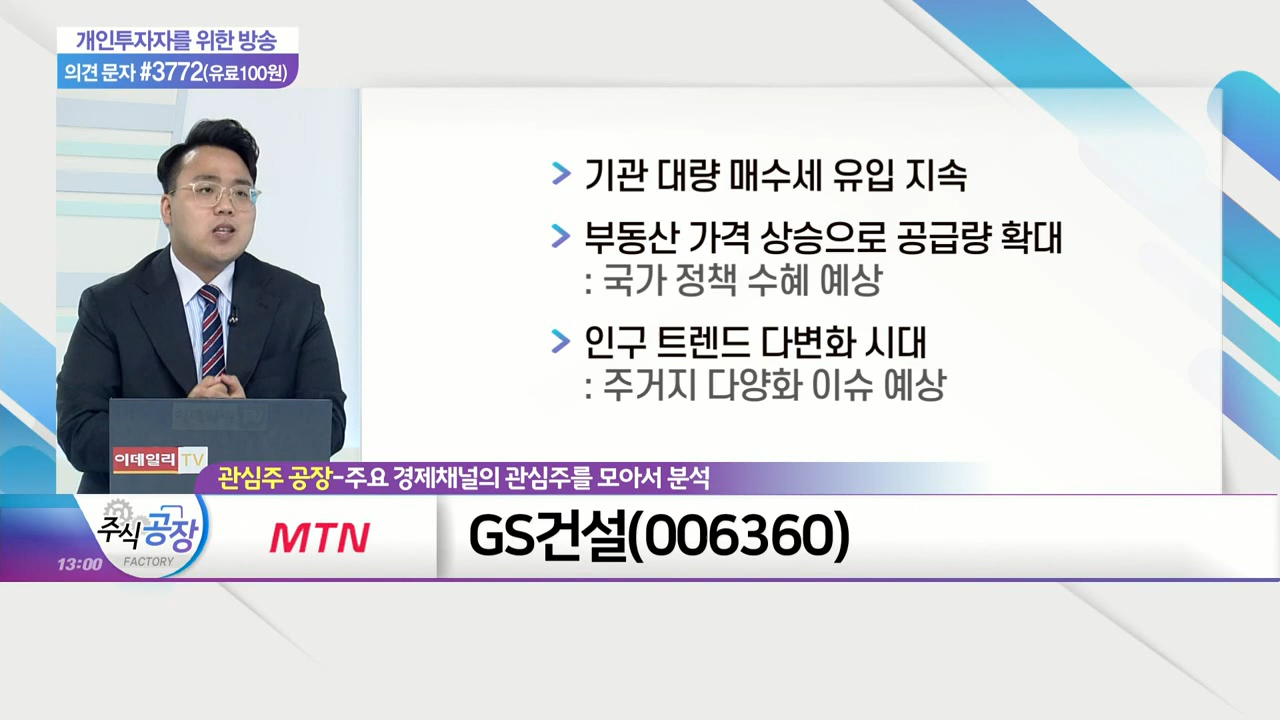 개인투자자를 위한 방송
의견 문자 #3772(유료100원)
> 기관 대량 매수세 유입 지속
> 부동산 가격 상승으로 공급량 확대
: 국가 정책 수혜 예상
> 인구 트렌드 다변화 시대
: 주거지 다양화 이슈 예상
이데일리TV
이데일리 TV
관심주 공장-주요 경제채널의 관심주를 모아서 분석
주식공장
FACTORY
13:00
MTN
GS건설(006360)